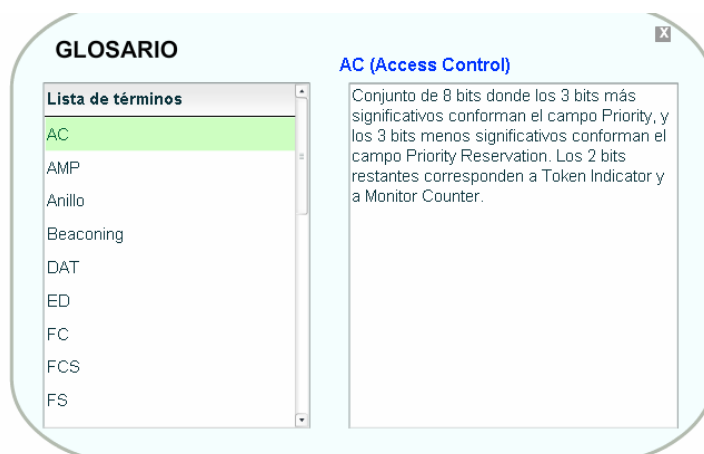 GLOSARIO
X
AC (Access Control)
Lista de términos
AC
AMP
Anillo
Beaconing
DAT
ED
FC
FCS
FS
Conjunto de 8 bits donde los 3 bits más
significativos conforman el campo Priority, y
los 3 bits menos significativos conforman el
campo Priority Reservation. Los 2 bits
restantes corresponden a Token Indicator y
a Monitor Counter.